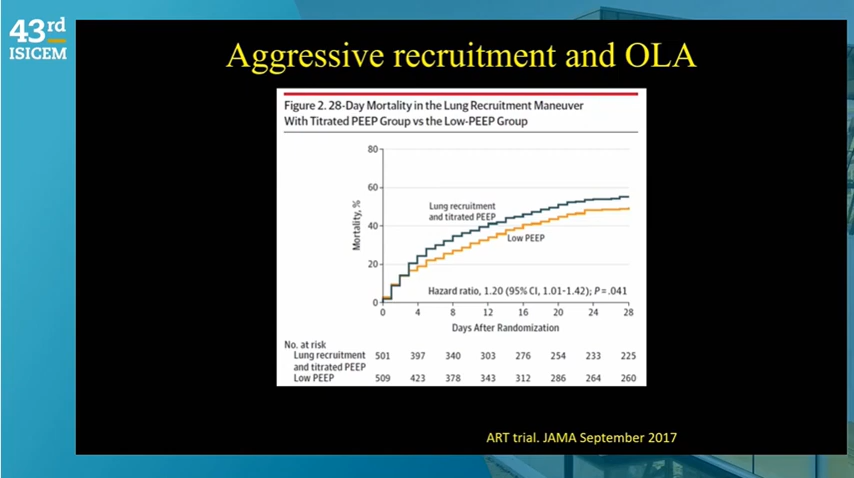 43rd
ISICEM
Aggressive recruitment and OLA
Figure 2. 28-Day Mortality in the Lung Recruitment Maneuver
With Titrated PEEP Group vs the Low-PEEP Group
80
60
40
20
0
Mortality, %
Lung recruitment
and titrated PEEP
Low PEEP
Hazard ratio, 1.20 (95% CI, 1.01-1.42); P = .041
0 4 8 12 16 20 24 28
Days After Randomization
No. at risk
Lung recruitment 501 397 340 303 276 254 233 225
and titrated PEEP
Low PEEP 509 423 378 343 312 286 264 260
ART trial. JAMA September 2017